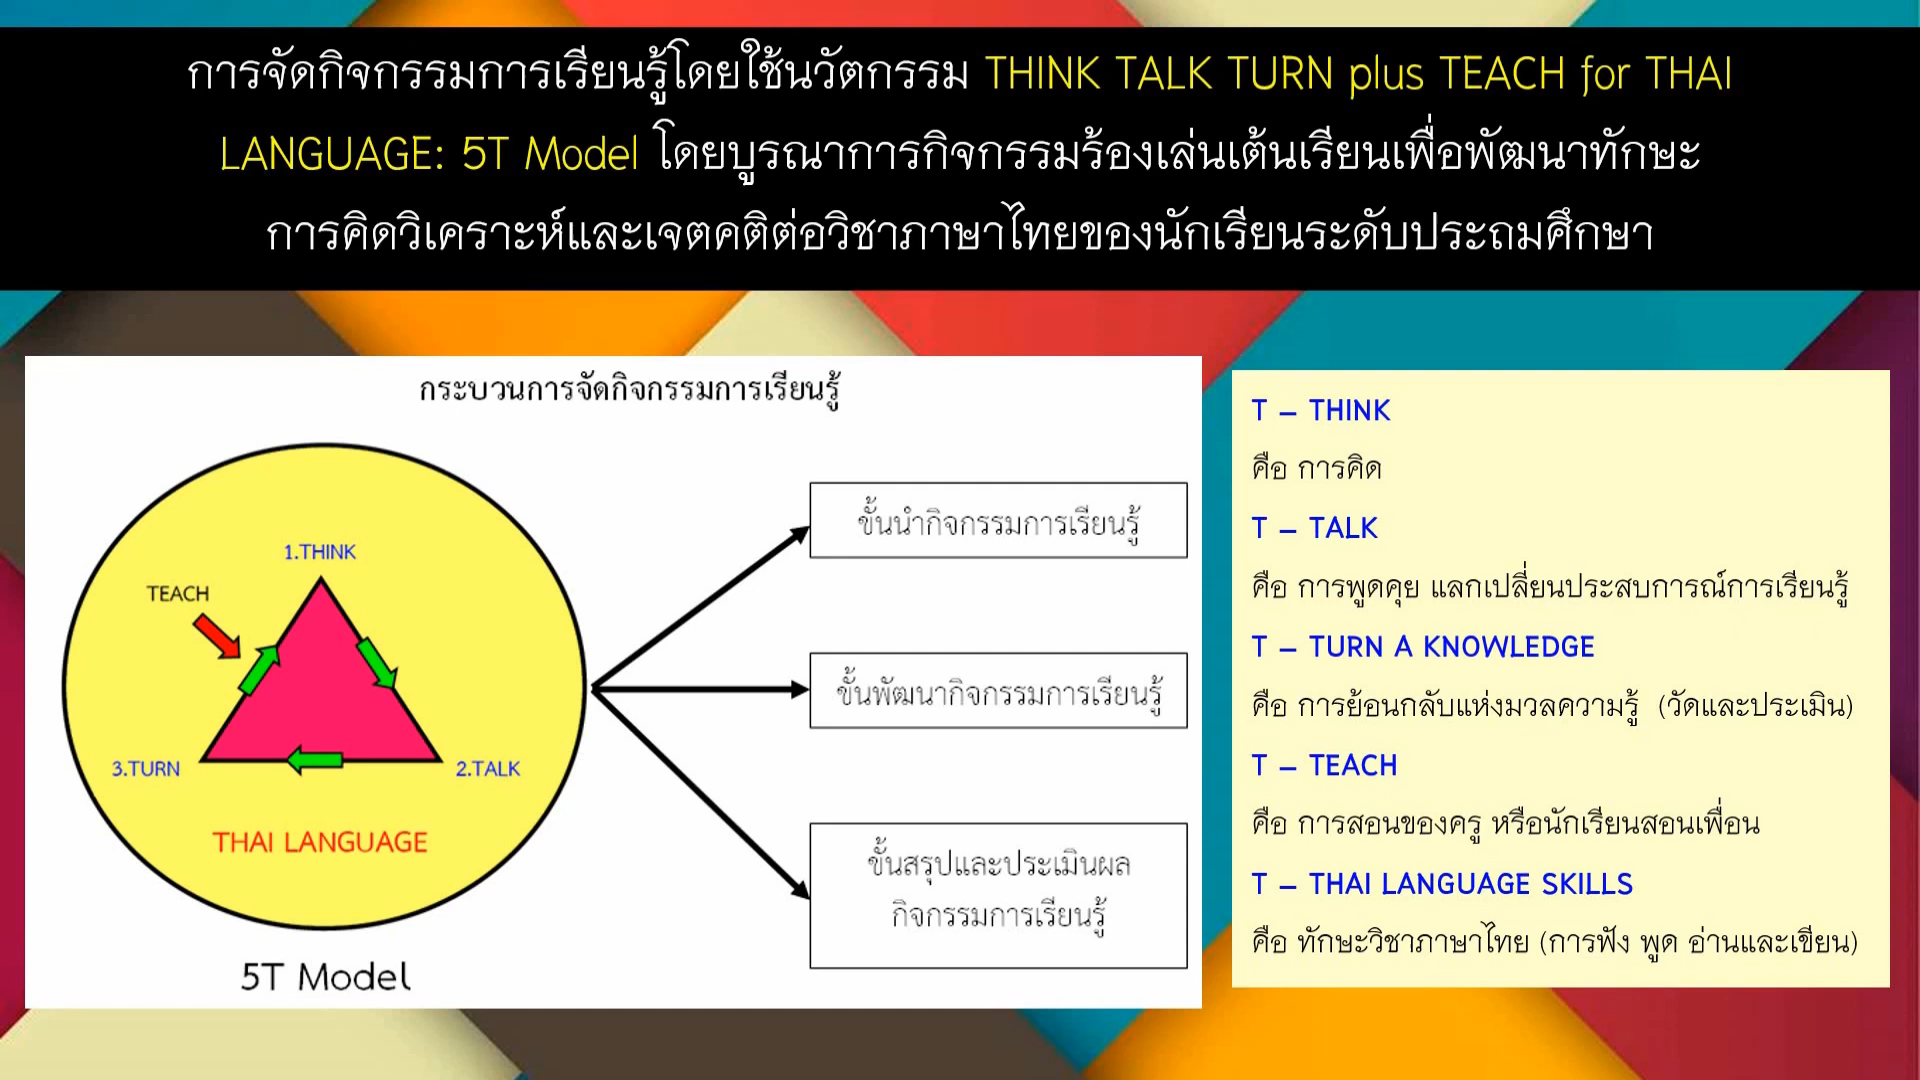 การจัดกิจกรรมการเรียนรู้โดยใช้นวัตกรรม THINK TALK TURN plus TEACH for THAI
LANGUAGE: 5T Model โดยบูรณาการกิจกรรมร้องเล่นเต้นเรียนเพื่อพัฒนาทักษะ
การคิดวิเคราะห์และเจตคติต่อวิชาภาษาไทยของนักเรียนระดับประถมศึกษา
กระบวนการจัดกิจกรรมการเรียนรู้
1.THINK
TEACH
3.TURN
2.TALK
THAI LANGUAGE
5T Model
ขั้นนำกิจกรรมการเรียนรู้
ขั้นพัฒนากิจกรรมการเรียนรู้
ขั้นสรุปและประเมินผล
กิจกรรมการเรียนรู้
T – THINK
คือ การคิด
T – TALK
คือ การพูดคุย แลกเปลี่ยนประสบการณ์การเรียนรู้
T – TURN A KNOWLEDGE
คือ การย้อนกลับแห่งมวลความรู้ (วัดและประเมิน)
T – TEACH
คือ การสอนของครู หรือนักเรียนสอนเพื่อน
T – THAI LANGUAGE SKILLS
คือ ทักษะวิชาภาษาไทย (การฟัง พูด อ่านและเขียน)